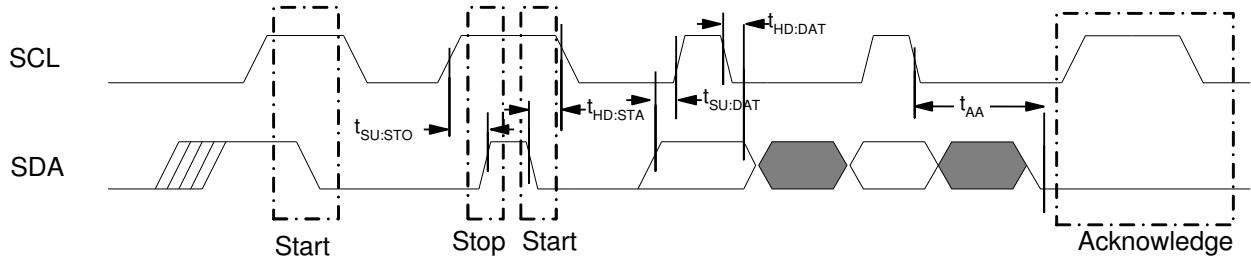 SCL
SDA
t_HD:DAT
t_SU:STO
t_HD:STA
t_SU:DAT
t_AA
Start
Stop
Start
Acknowledge